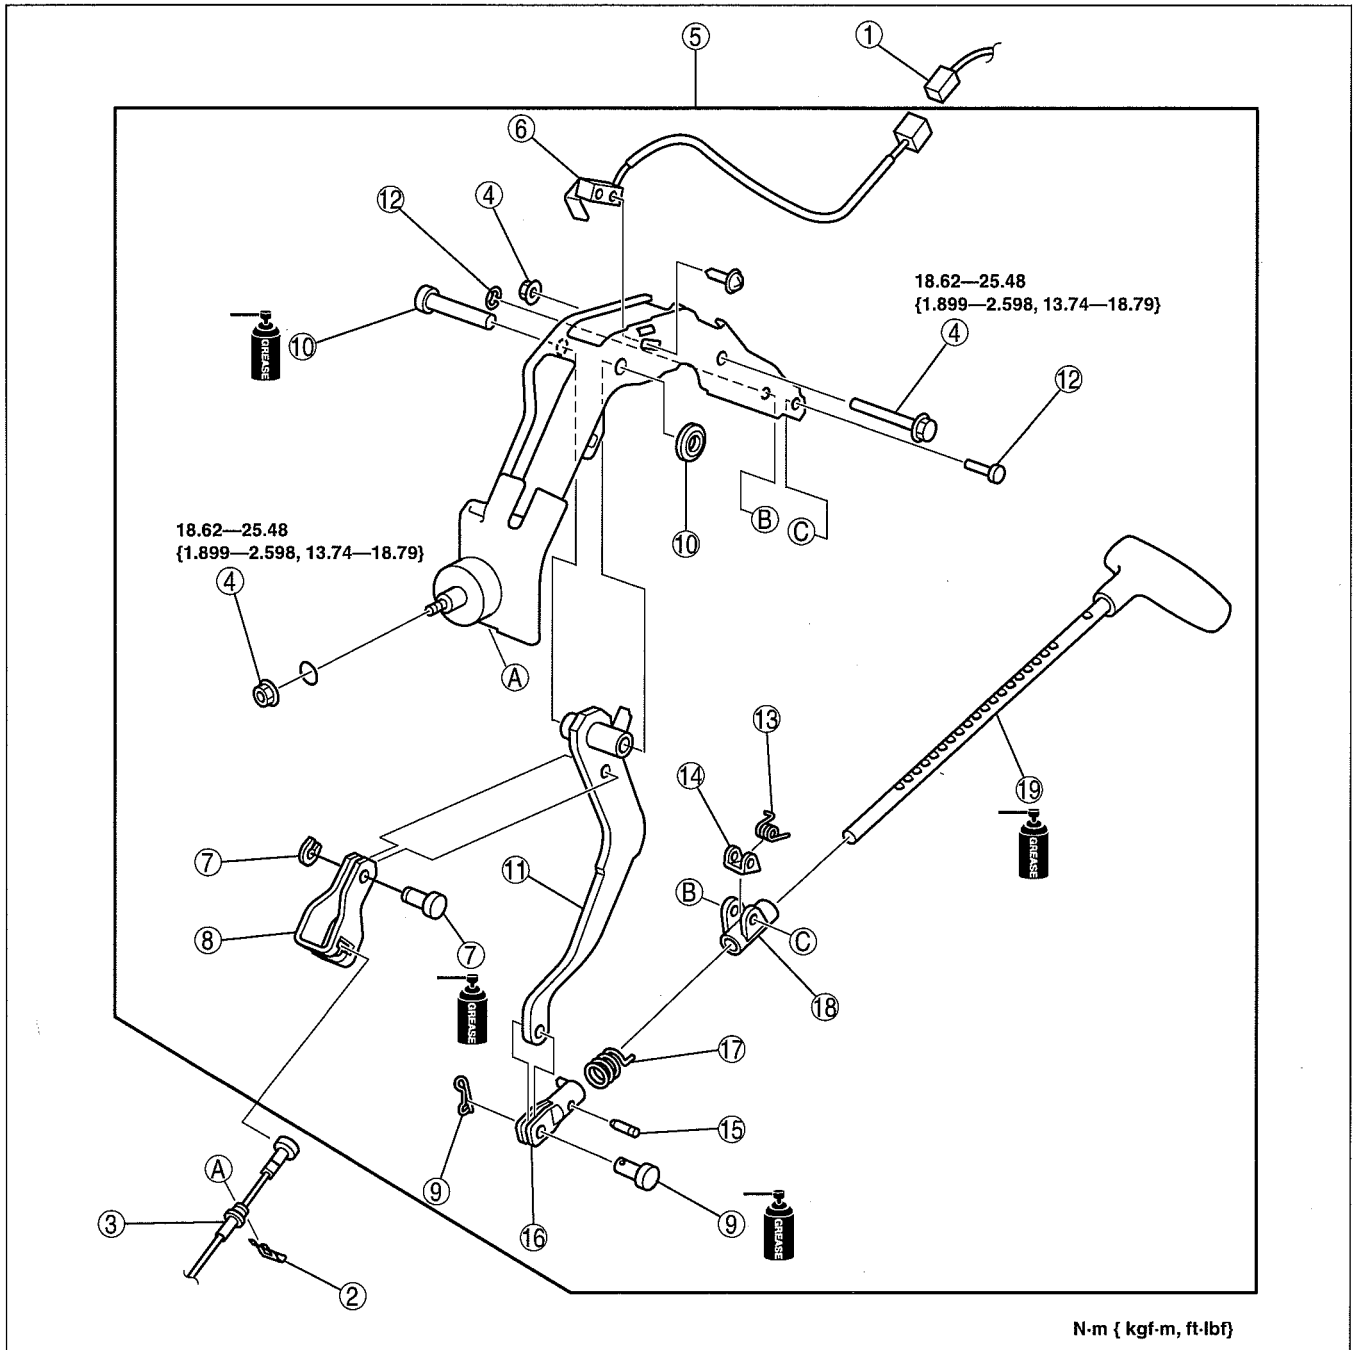 5
1
6
12
4
18.62—25.48
{1.899—2.598, 13.74—18.79}
4
10
GREASE
12
B
C
10
18.62—25.48
{1.899—2.598, 13.74—18.79}
4
A
13
14
19
GREASE
7
11
B
C
8
7
18
GREASE
17
9
15
A
9
9
3
16
GREASE
2
N·m { kgf·m, ft·lbf}